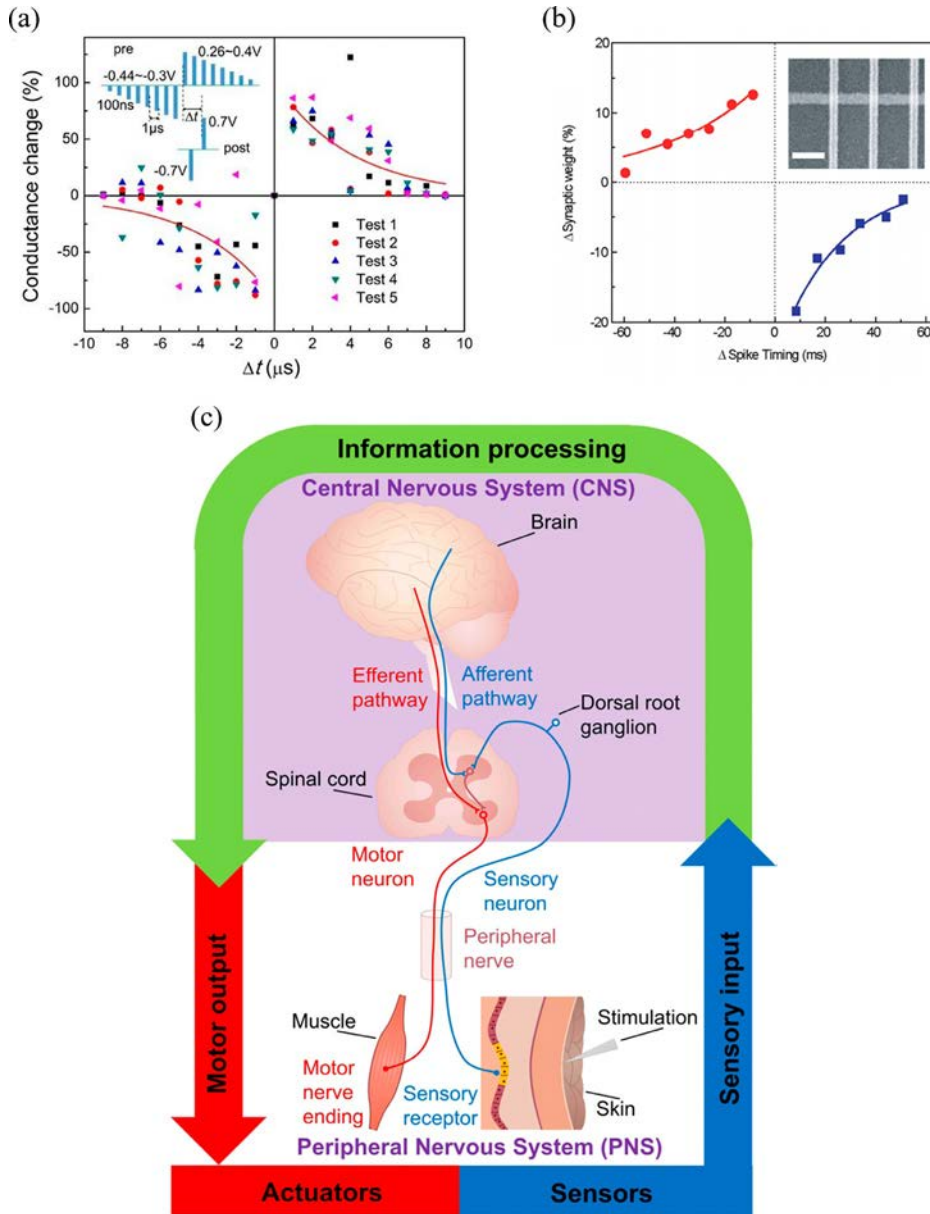 (a)
pre
0.26~0.4V
-0.44~-0.3V
100ns
1μs
Δt
0.7V
post
-0.7V
Conductance change (%)
100
50
0
-50
-100
Test 1
Test 2
Test 3
Test 4
Test 5
-10 -8 -6 -4 -2 0 2 4 6 8 10
Δt (μs)
(b)
ΔSynaptic weight (%)
20
10
0
-10
-20
-60 -40 -20 0 20 40 60
Δ Spike Timing (ms)
(c)
Information processing
Central Nervous System (CNS)
Brain
Efferent
pathway
Afferent
pathway
Dorsal root
ganglion
Spinal cord
Motor
neuron
Sensory
neuron
Peripheral
nerve
Motor output
Sensory input
Muscle
Stimulation
Motor
nerve
ending
Sensory
receptor
Skin
Peripheral Nervous System (PNS)
Actuators
Sensors